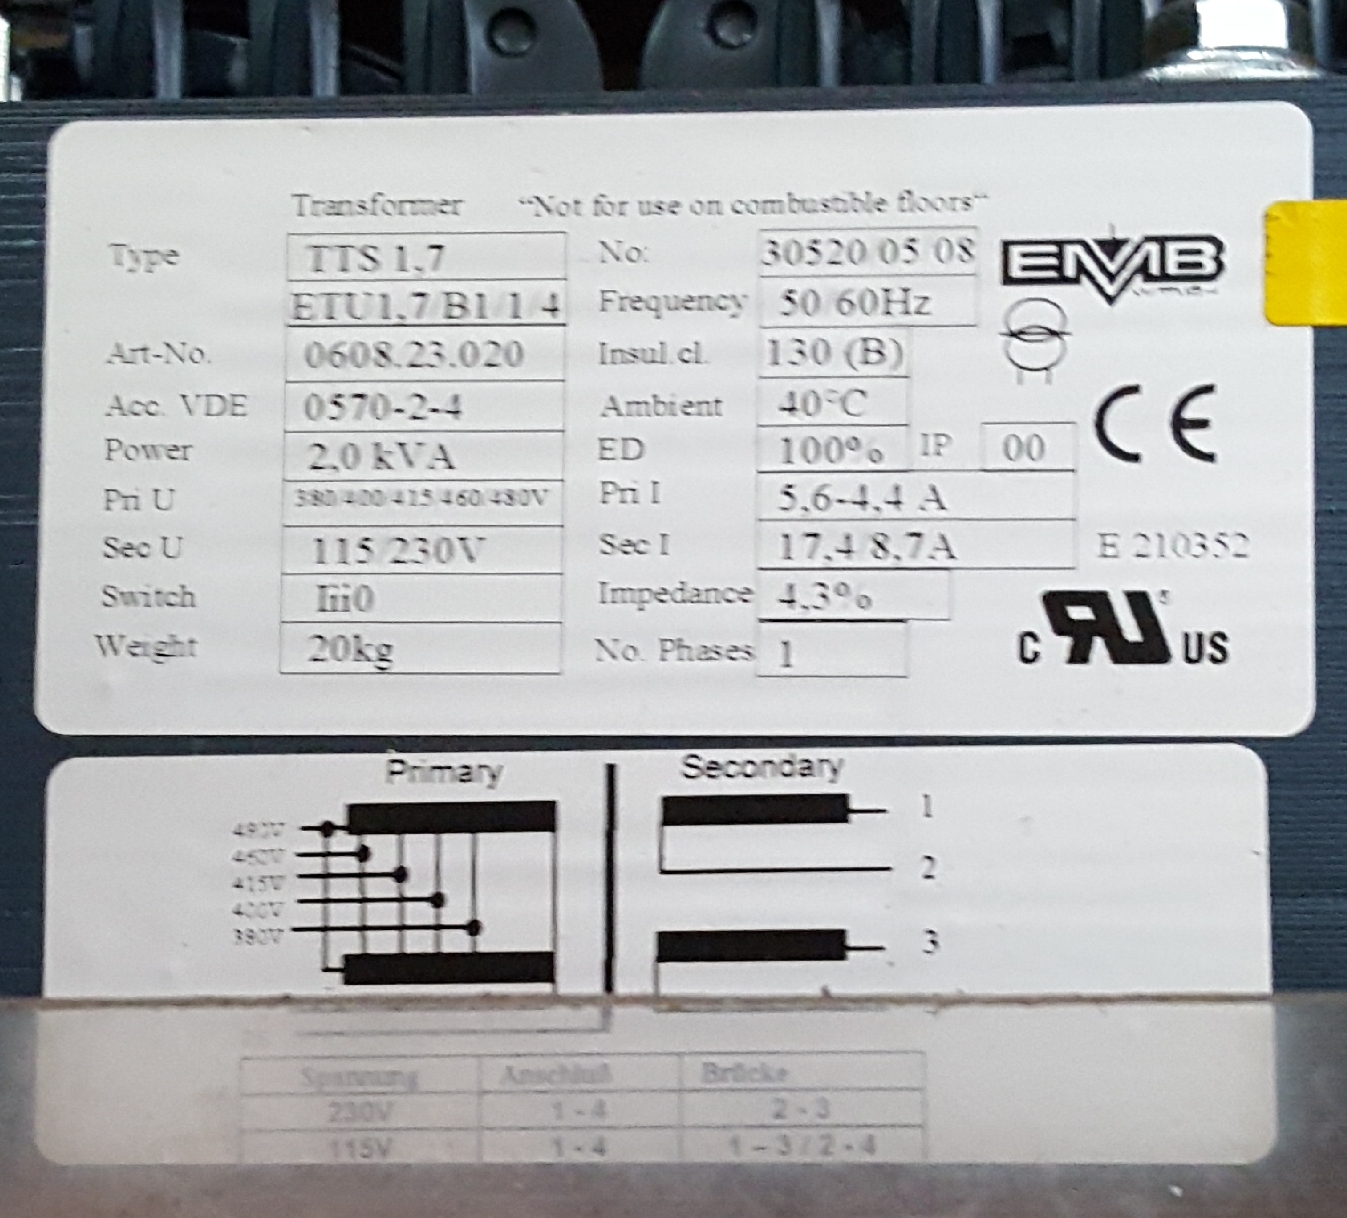 Transformer "Not for use on combustible floors"
Type TTS 1,7 No: 30520/05/08
ETU1,7/B1/1/4 Frequency 50/60Hz
Art-No. 0608.23.020 Insul.cl. 130 (B)
Acc. VDE 0570-2-4 Ambient 40°C
Power 2,0 kVA ED 100% IP 00
Pri U 380/400/415/460/480V Pri I 5,6-4,4 A
Sec U 115/230V Sec I 17,4/8,7A
Switch Iii0 Impedance 4,3%
Weight 20kg No. Phases 1
EMB
CE
E 210352
C RU US
Primary Secondary
480V 1
460V
415V 2
400V
380V 3
Spannung Anschluß Brücke
230V 1 - 4 2 - 3
115V 1 - 4 1 – 3 / 2 - 4